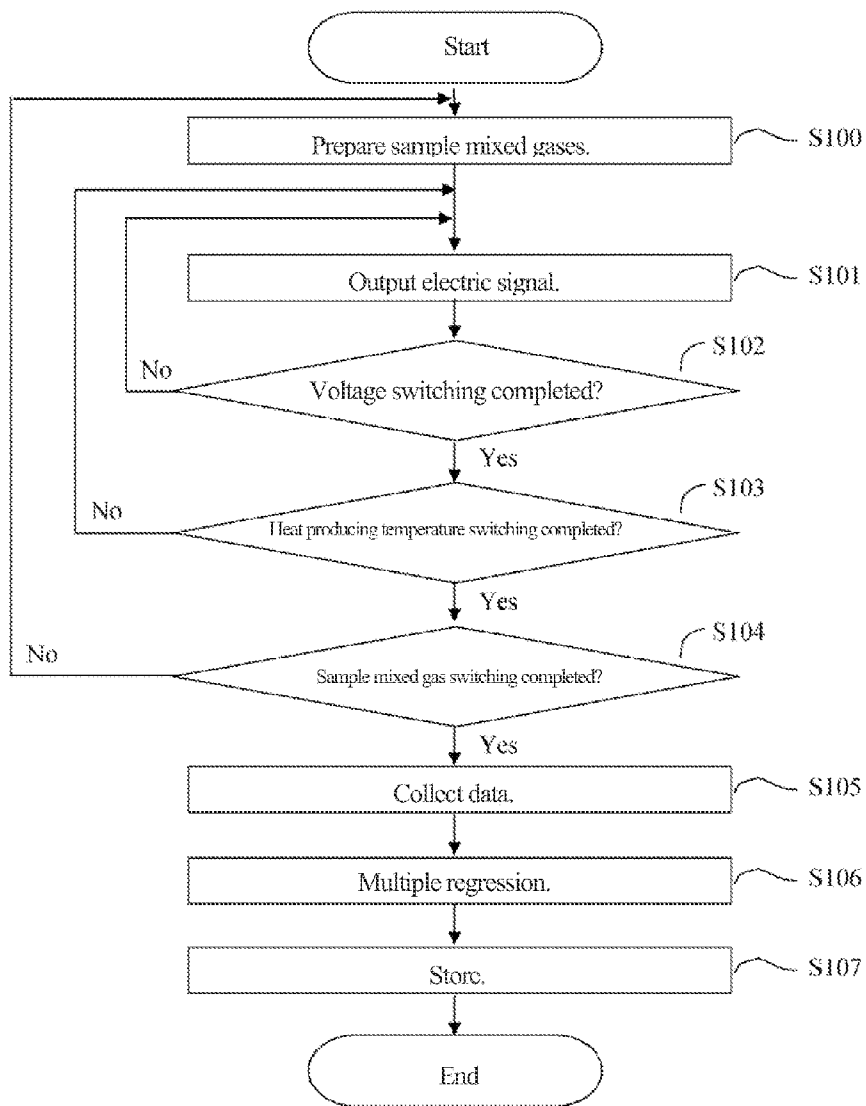 Start
Prepare sample mixed gases.
S100
Output electric signal.
S101
S102
No
Voltage switching completed?
Yes
S103
No
Heat producing temperature switching completed?
Yes
S104
No
Sample mixed gas switching completed?
Yes
Collect data.
S105
Multiple regression.
S106
Store.
S107
End